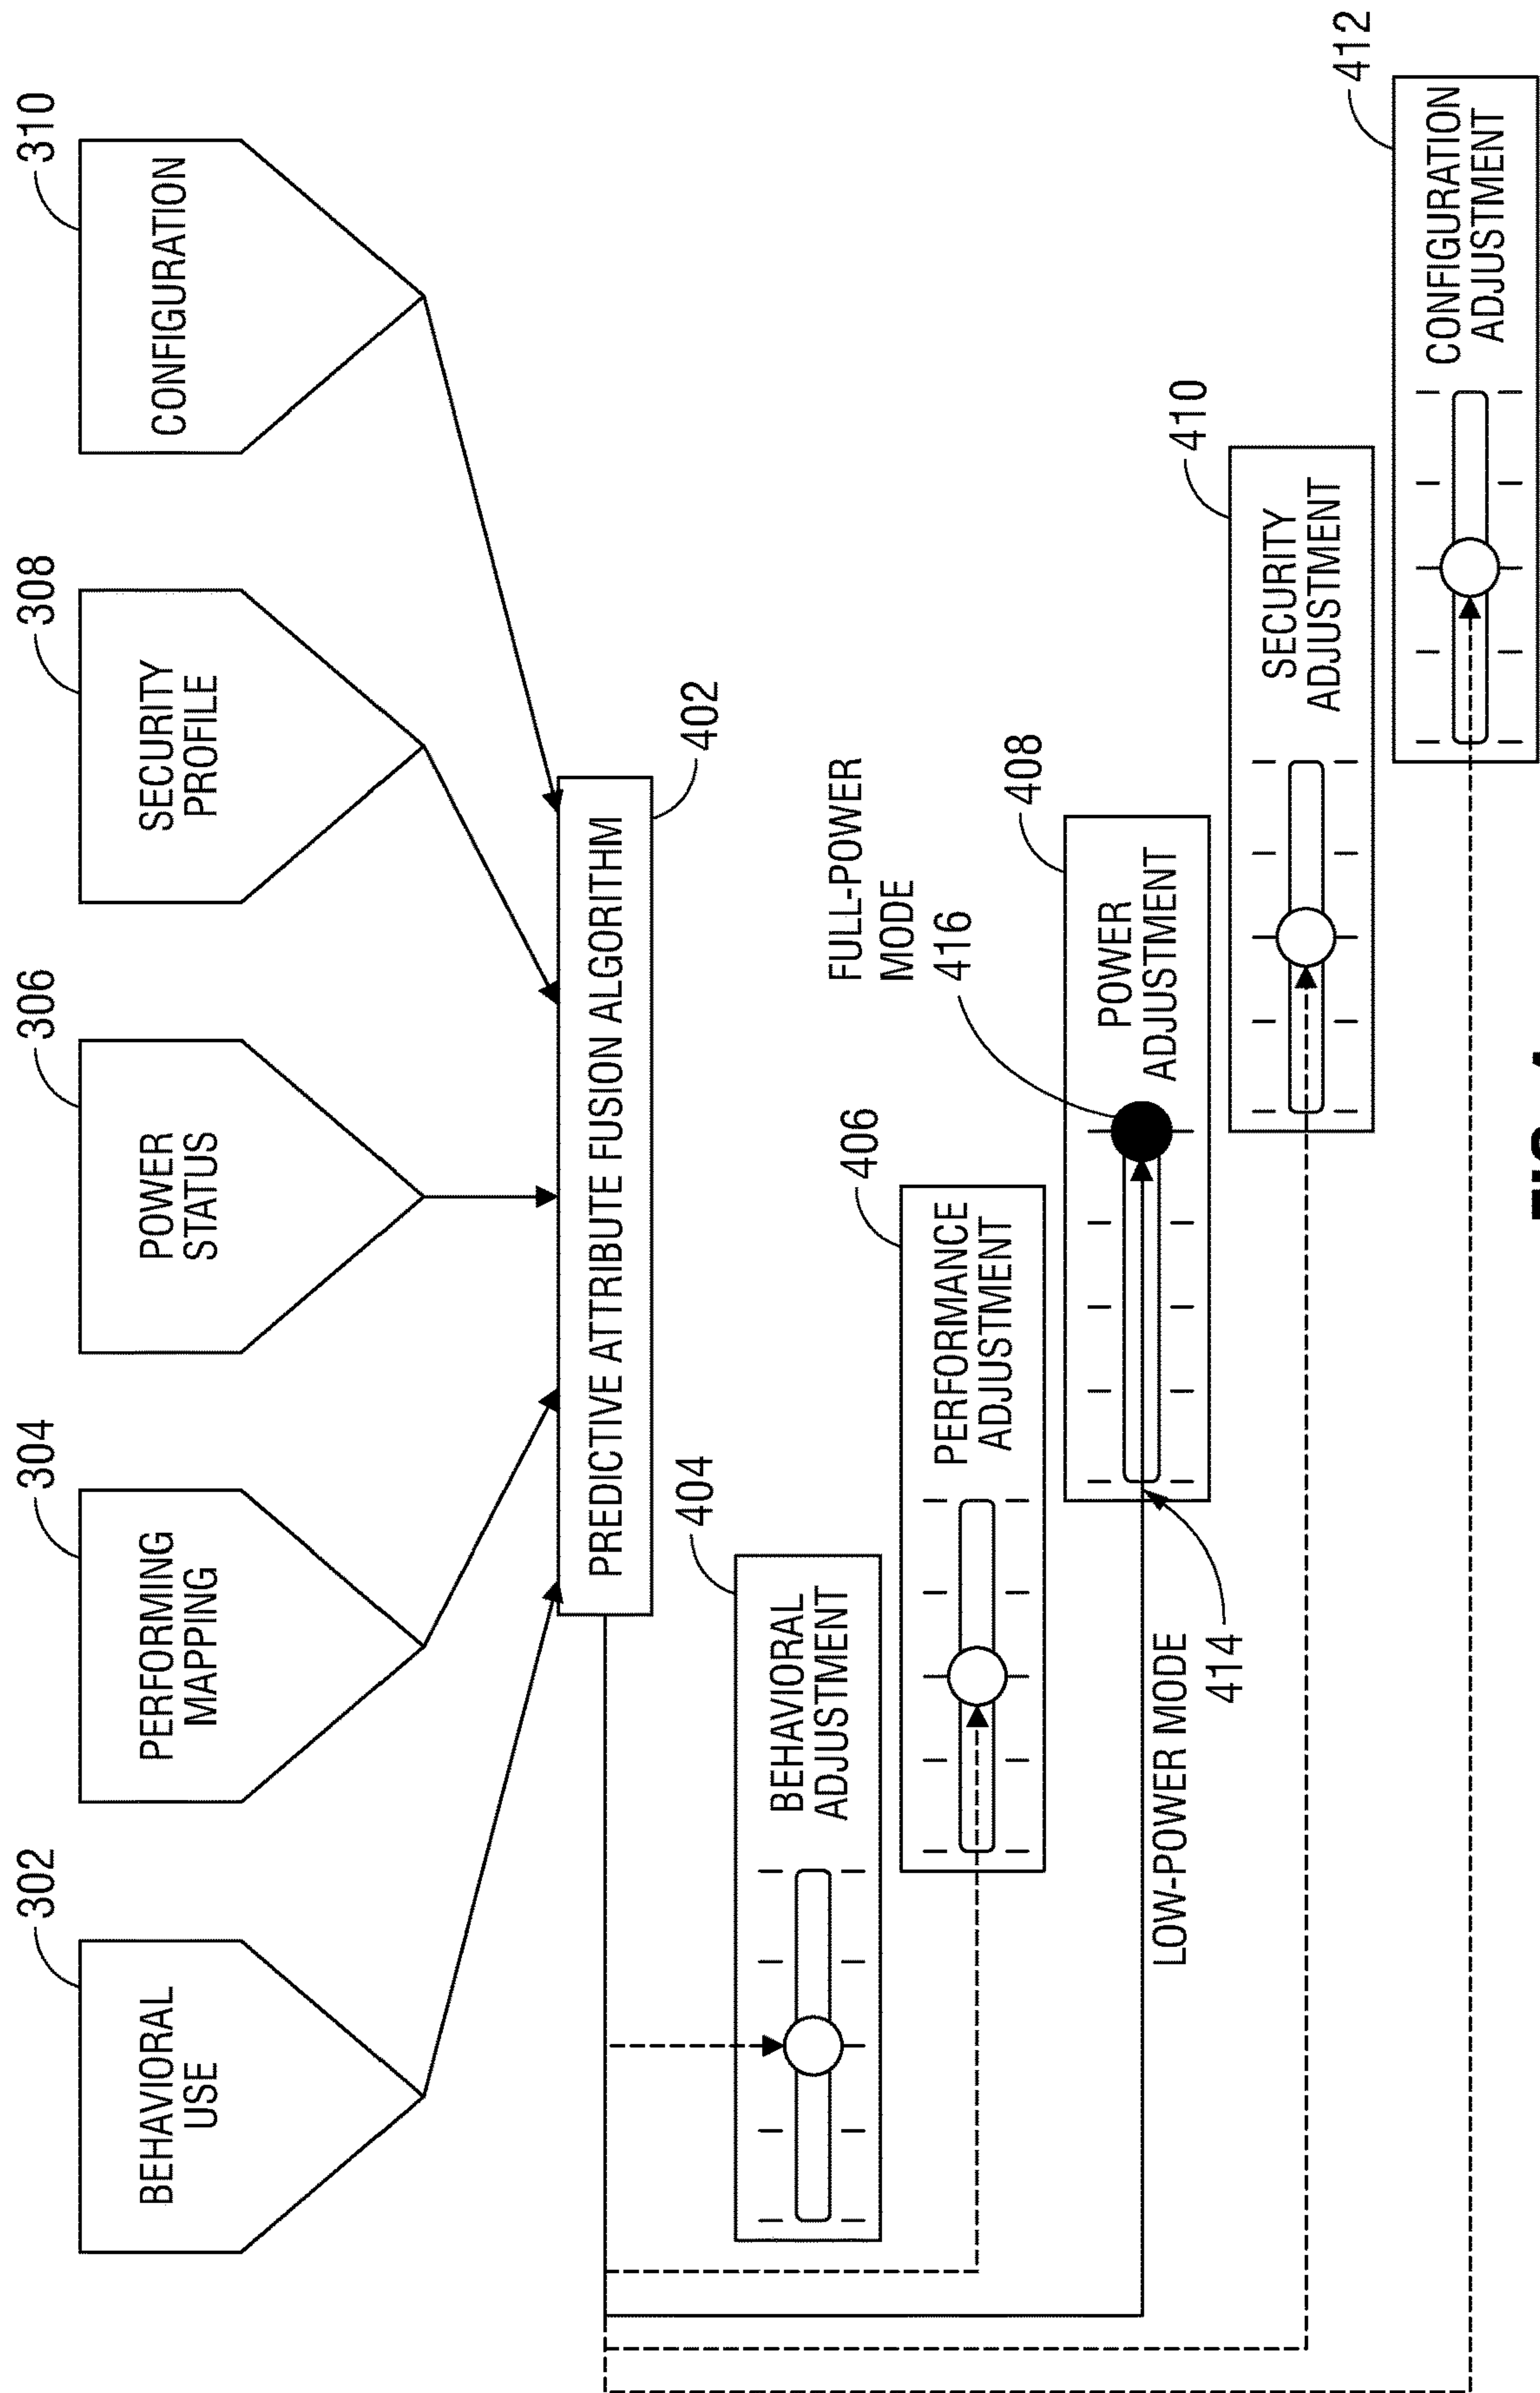 302
BEHAVIORAL
USE
304
PERFORMING
MAPPING
306
POWER
STATUS
308
SECURITY
PROFILE
310
CONFIGURATION
PREDICTIVE ATTRIBUTE FUSION ALGORITHM
402
404
BEHAVIORAL
ADJUSTMENT
406
PERFORMANCE
ADJUSTMENT
FULL-POWER
MODE
416
408
POWER
ADJUSTMENT
LOW-POWER MODE
414
410
SECURITY
ADJUSTMENT
412
CONFIGURATION
ADJUSTMENT